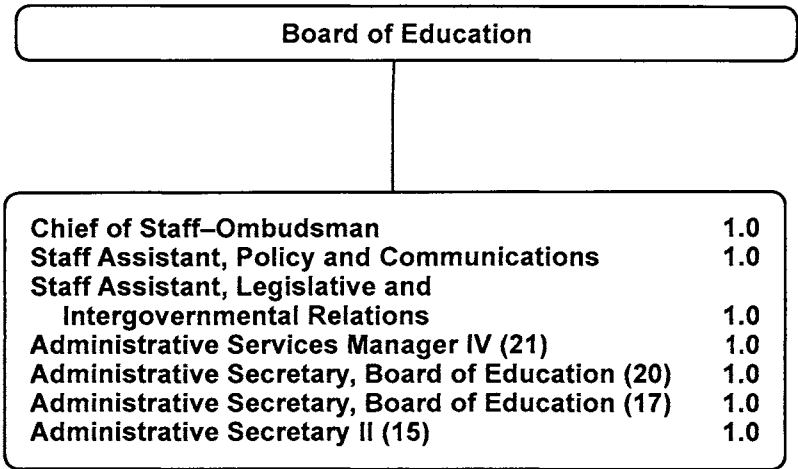 Board of Education
Chief of Staff–Ombudsman 1.0
Staff Assistant, Policy and Communications 1.0
Staff Assistant, Legislative and
Intergovernmental Relations 1.0
Administrative Services Manager IV (21) 1.0
Administrative Secretary, Board of Education (20) 1.0
Administrative Secretary, Board of Education (17) 1.0
Administrative Secretary II (15) 1.0